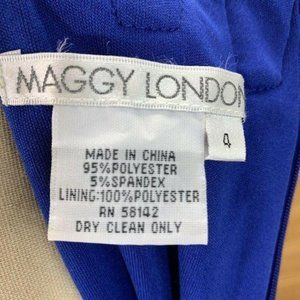 MAGGY LONDON
4
MADE IN CHINA
95%POLYESTER
5%SPANDEX
LINING:100%POLYESTER
RN 58142
DRY CLEAN ONLY